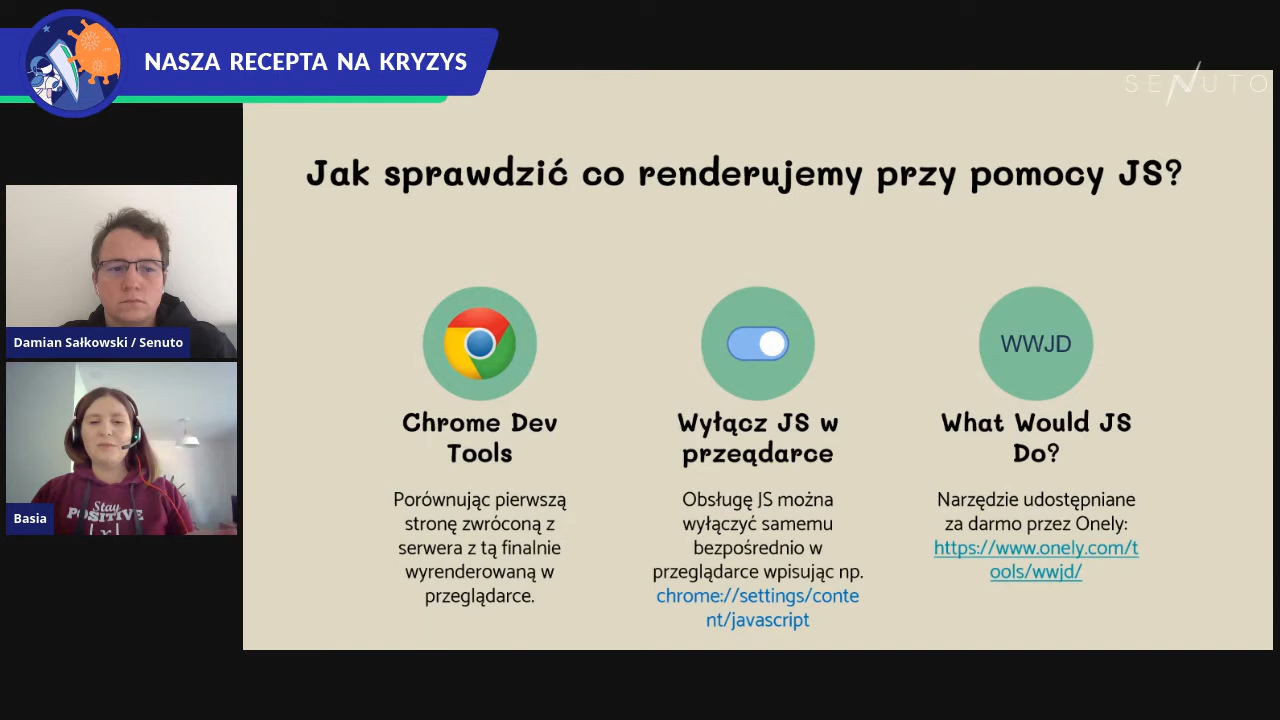 NASZA RECEPTA NA KRYZYS
SENUTO
Jak sprawdzić co renderujemy przy pomocy JS?
Damian Sałkowski / Senuto
Stay
POSITIVE
|x|
Basia
Chrome Dev
Tools
Porównując pierwszą
stronę zwróconą z
serwera z tą finalnie
wyrenderowaną w
przeglądarce.
Wyłącz JS w
przeądarce
Obsługę JS można
wyłączyć samemu
bezpośrednio w
przeglądarce wpisując np.
chrome://settings/conte
nt/javascript
WWJD
What Would JS
Do?
Narzędzie udostępniane
za darmo przez Onely:
https://www.onely.com/t
ools/wwjd/